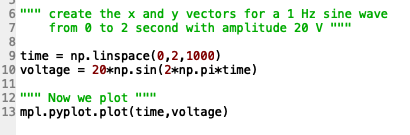 6 """ create the x and y vectors for a 1 Hz sine wave
7     from 0 to 2 second with amplitude 20 V """
8
9 time = np.linspace(0,2,1000)
10 voltage = 20*np.sin(2*np.pi*time)
11
12 """ Now we plot """
13 mpl.pyplot.plot(time,voltage)